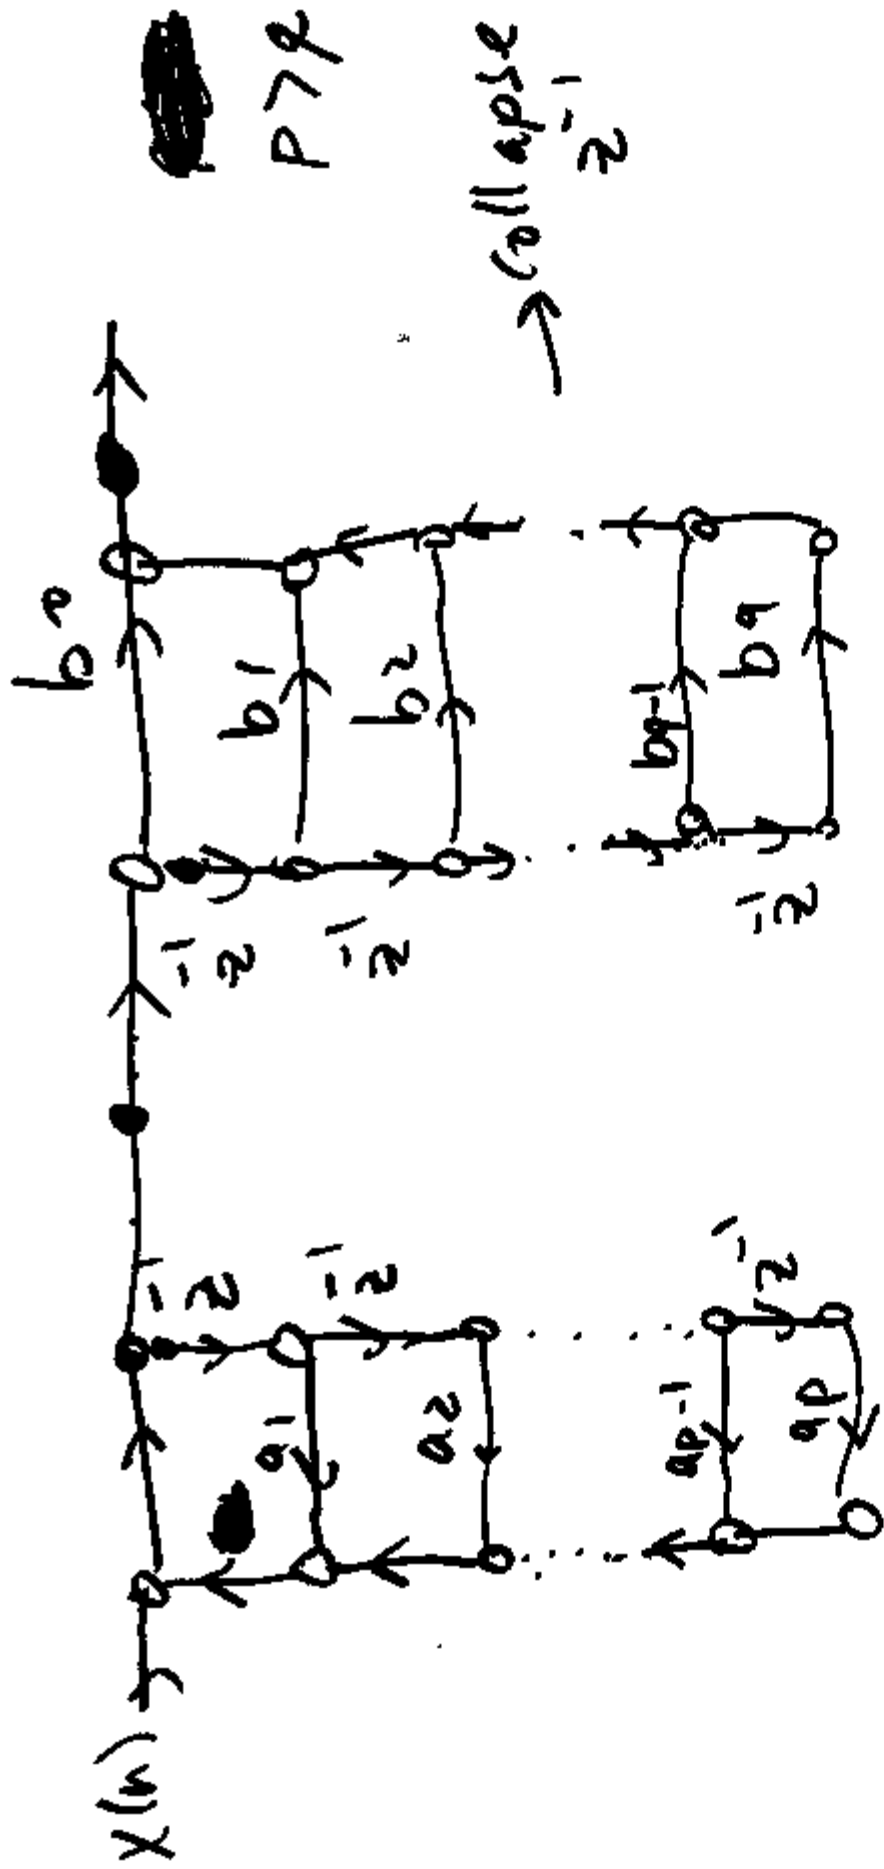 x(n) b0
z⁻¹ z⁻¹ p>q
a1 b1
z⁻¹ z⁻¹
a2 b2
→ Collapse z⁻¹
ap-1 bq-1
z⁻¹ z⁻¹
ap bq